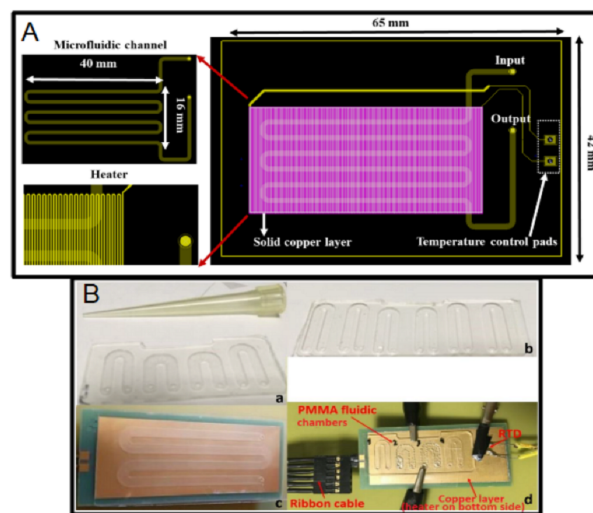 A
Microfluidic channel
40 mm
16 mm
Heater
65 mm
Input
Output
42 mm
Solid copper layer
Temperature control pads
B
a
b
c
PMMA fluidic
chambers
RTD
Ribbon cable
Copper layer
(heater on bottom side)
d